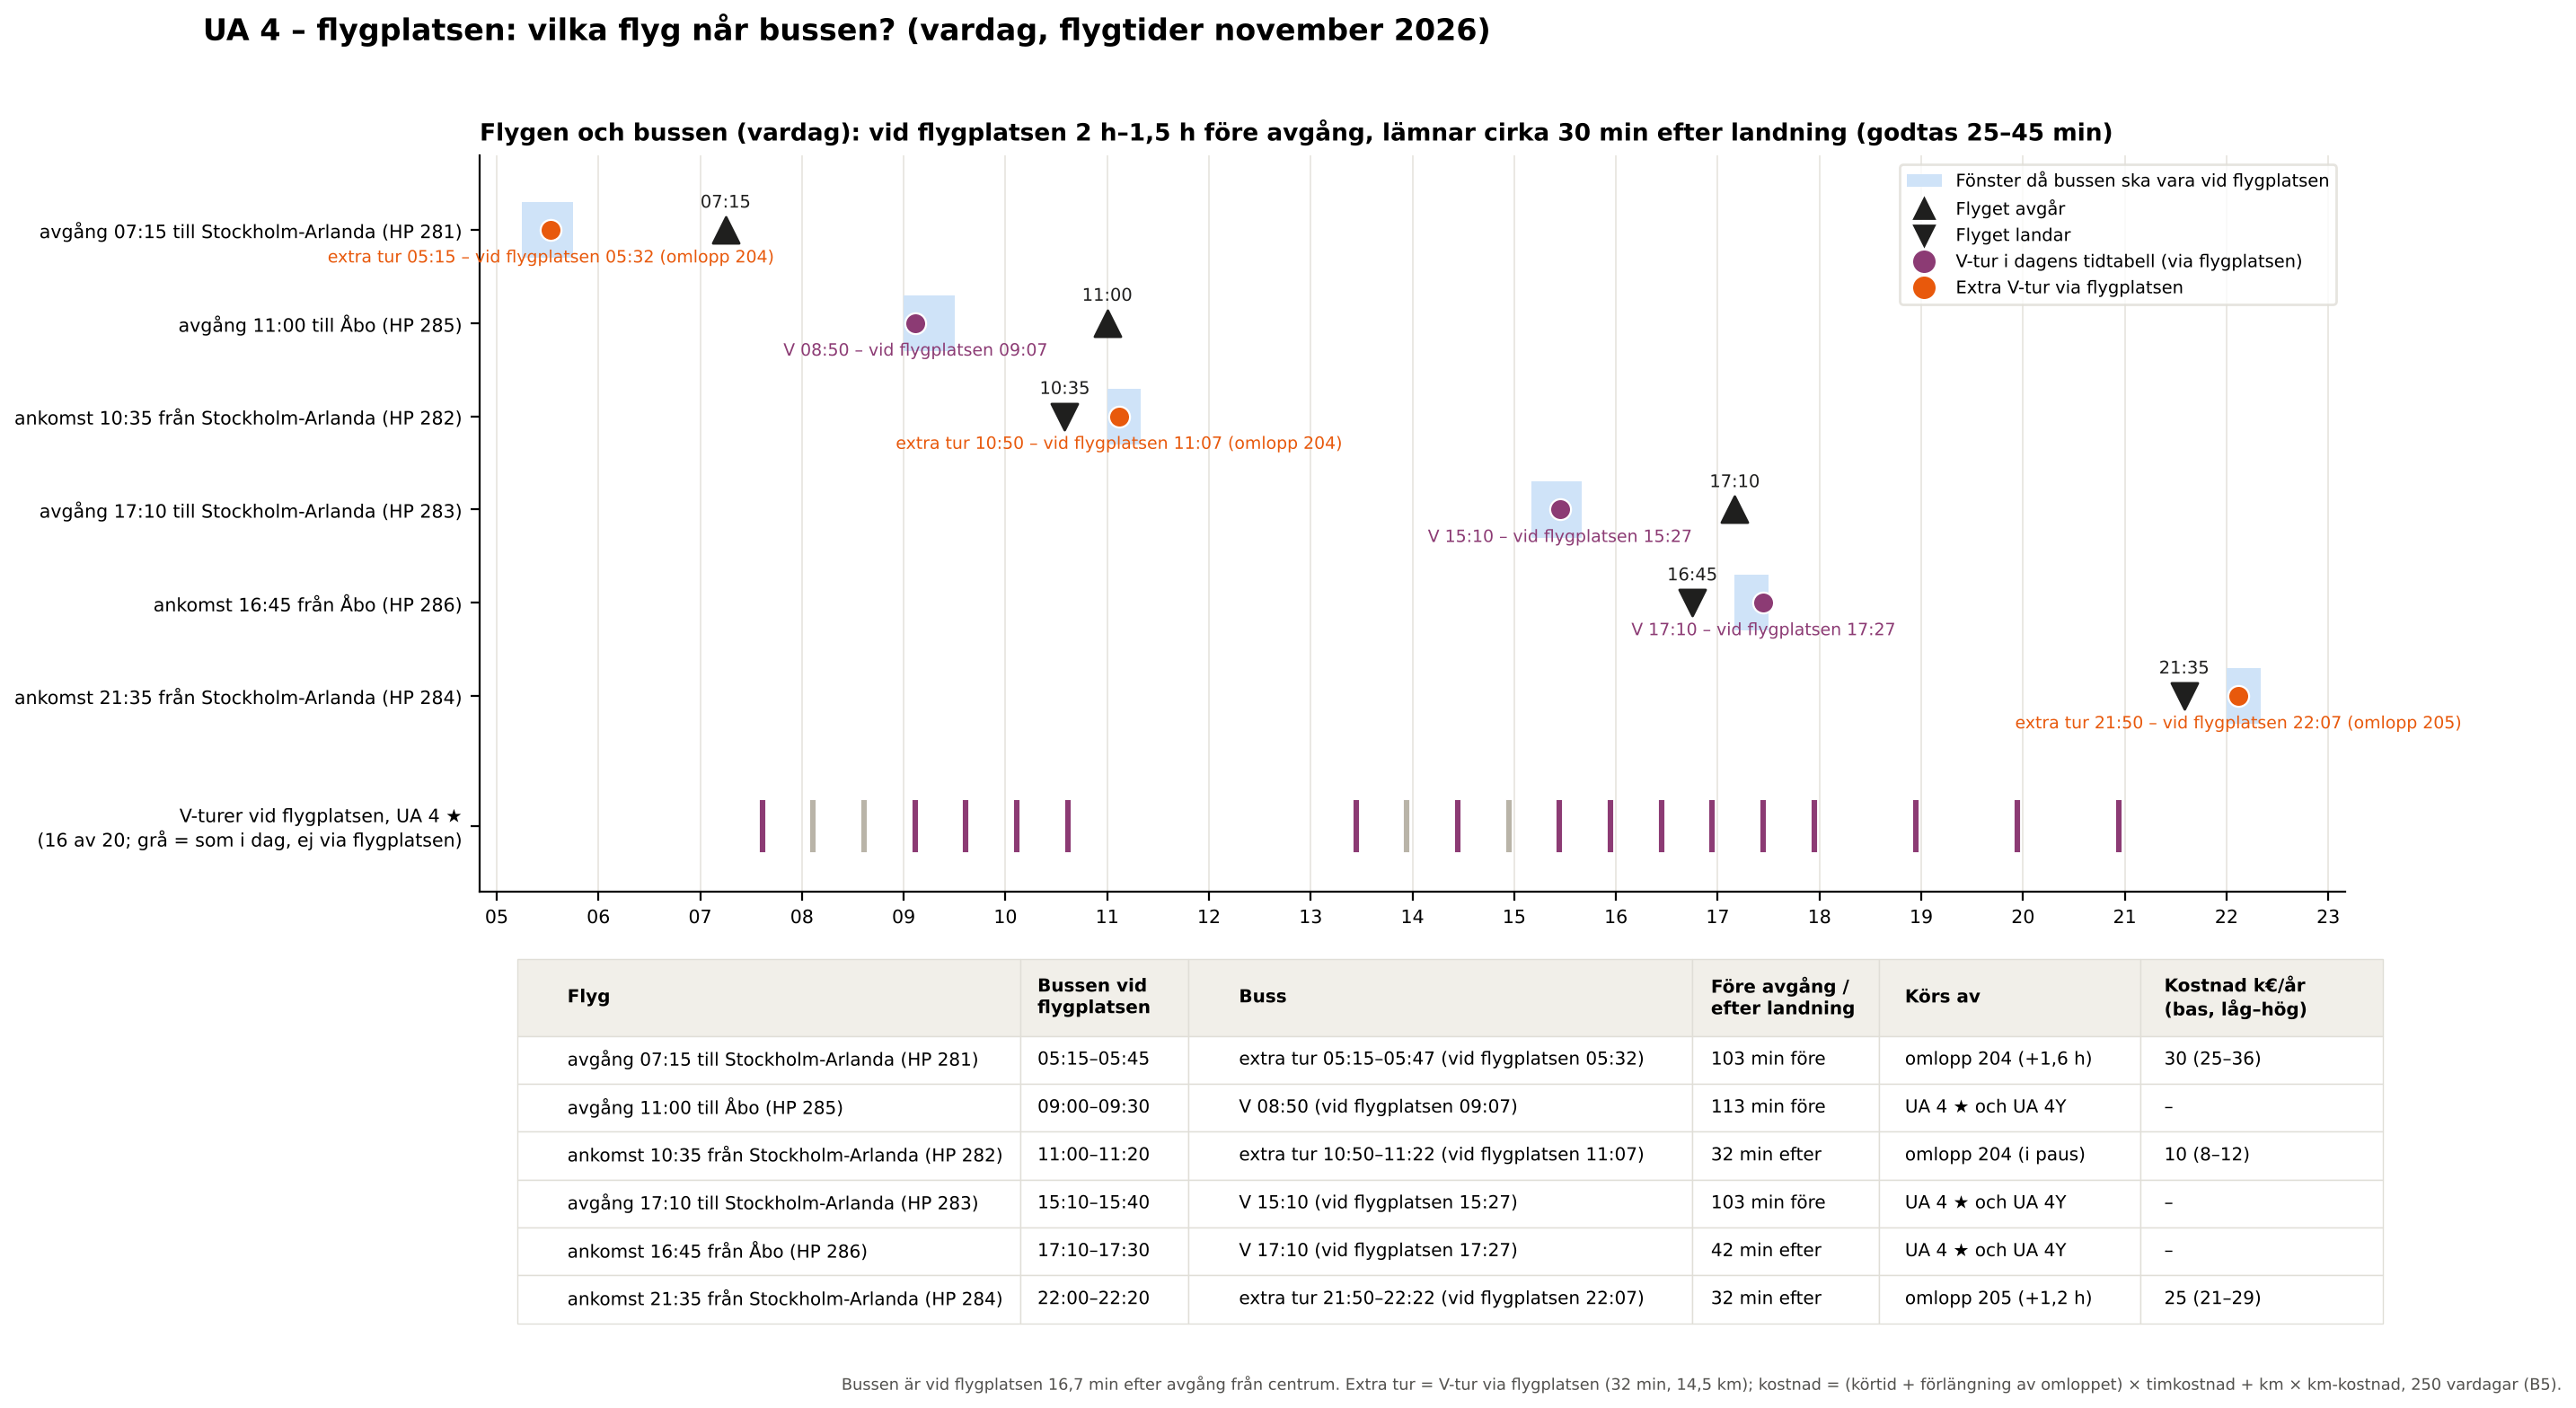 UA 4 – flygplatsen: vilka flyg når bussen? (vardag, flygtider november 2026)
Flygen och bussen (vardag): vid flygplatsen 2 h–1,5 h före avgång, lämnar cirka 30 min efter landning (godtas 25–45 min)
Fönster då bussen ska vara vid flygplatsen
Flyget avgår
Flyget landar
V-tur i dagens tidtabell (via flygplatsen)
Extra V-tur via flygplatsen
07:15
avgång 07:15 till Stockholm-Arlanda (HP 281)
extra tur 05:15 – vid flygplatsen 05:32 (omlopp 204)
11:00
avgång 11:00 till Åbo (HP 285)
V 08:50 – vid flygplatsen 09:07
10:35
ankomst 10:35 från Stockholm-Arlanda (HP 282)
extra tur 10:50 – vid flygplatsen 11:07 (omlopp 204)
17:10
avgång 17:10 till Stockholm-Arlanda (HP 283)
V 15:10 – vid flygplatsen 15:27
16:45
ankomst 16:45 från Åbo (HP 286)
V 17:10 – vid flygplatsen 17:27
21:35
ankomst 21:35 från Stockholm-Arlanda (HP 284)
extra tur 21:50 – vid flygplatsen 22:07 (omlopp 205)
V-turer vid flygplatsen, UA 4 ★
(16 av 20; grå = som i dag, ej via flygplatsen)
05 06 07 08 09 10 11 12 13 14 15 16 17 18 19 20 21 22 23
Flyg | Bussen vid flygplatsen | Buss | Före avgång / efter landning | Körs av | Kostnad k€/år (bas, låg–hög)
avgång 07:15 till Stockholm-Arlanda (HP 281) | 05:15–05:45 | extra tur 05:15–05:47 (vid flygplatsen 05:32) | 103 min före | omlopp 204 (+1,6 h) | 30 (25–36)
avgång 11:00 till Åbo (HP 285) | 09:00–09:30 | V 08:50 (vid flygplatsen 09:07) | 113 min före | UA 4 ★ och UA 4Y | –
ankomst 10:35 från Stockholm-Arlanda (HP 282) | 11:00–11:20 | extra tur 10:50–11:22 (vid flygplatsen 11:07) | 32 min efter | omlopp 204 (i paus) | 10 (8–12)
avgång 17:10 till Stockholm-Arlanda (HP 283) | 15:10–15:40 | V 15:10 (vid flygplatsen 15:27) | 103 min före | UA 4 ★ och UA 4Y | –
ankomst 16:45 från Åbo (HP 286) | 17:10–17:30 | V 17:10 (vid flygplatsen 17:27) | 42 min efter | UA 4 ★ och UA 4Y | –
ankomst 21:35 från Stockholm-Arlanda (HP 284) | 22:00–22:20 | extra tur 21:50–22:22 (vid flygplatsen 22:07) | 32 min efter | omlopp 205 (+1,2 h) | 25 (21–29)
Bussen är vid flygplatsen 16,7 min efter avgång från centrum. Extra tur = V-tur via flygplatsen (32 min, 14,5 km); kostnad = (körtid + förlängning av omloppet) × timkostnad + km × km-kostnad, 250 vardagar (B5).